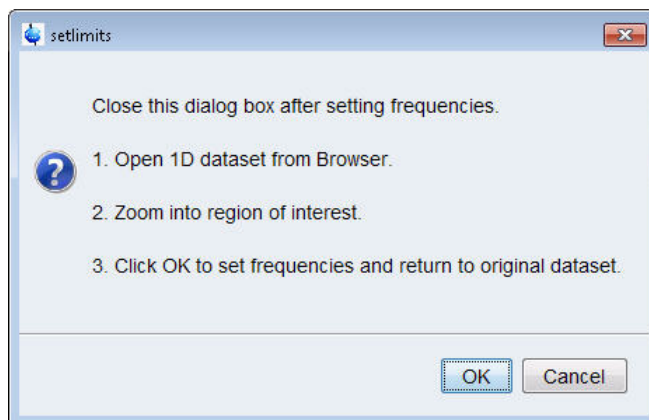 setlimits
Close this dialog box after setting frequencies.
1. Open 1D dataset from Browser.
2. Zoom into region of interest.
3. Click OK to set frequencies and return to original dataset.
OK
Cancel